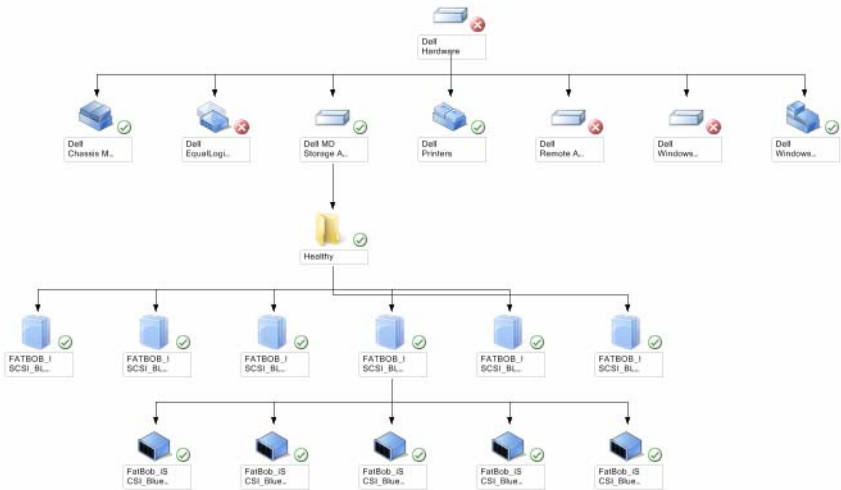 Dell
Hardware
Dell
Chassis M...
Dell
EqualLogi...
Dell MD
Storage A...
Dell
Printers
Dell
Remote A...
Dell
Windows...
Dell
Windows...
Healthy
FATBOB_I
SCSI_BL...
FATBOB_I
SCSI_BL...
FATBOB_I
SCSI_BL...
FATBOB_I
SCSI_BL...
FATBOB_I
SCSI_BL...
FATBOB_I
SCSI_BL...
FatBob_iS
CSI_Blue...
FatBob_iS
CSI_Blue...
FatBob_iS
CSI_Blue...
FatBob_iS
CSI_Blue...
FatBob_iS
CSI_Blue...